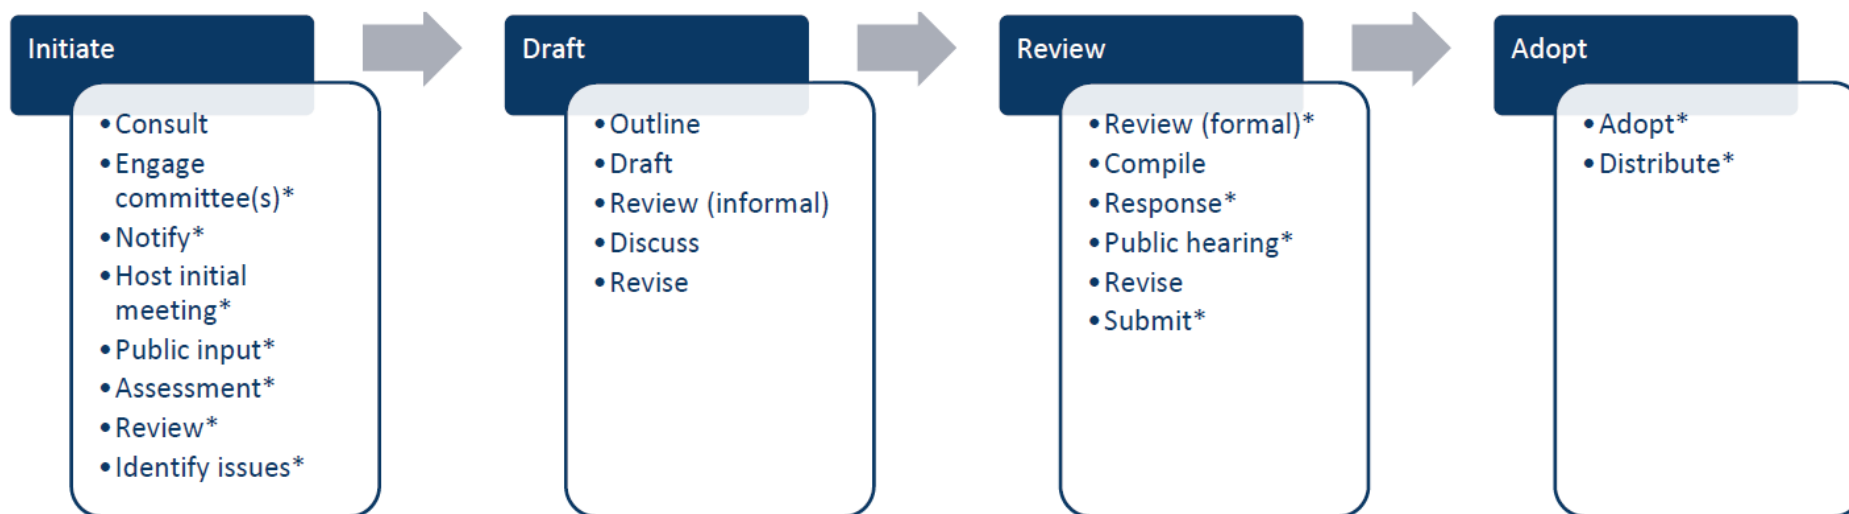 Initiate
• Consult
• Engage
committee(s)*
• Notify*
• Host initial
meeting*
• Public input*
• Assessment*
• Review*
• Identify issues*
Draft
• Outline
• Draft
• Review (informal)
• Discuss
• Revise
Review
• Review (formal)*
• Compile
• Response*
• Public hearing*
• Revise
• Submit*
Adopt
• Adopt*
• Distribute*